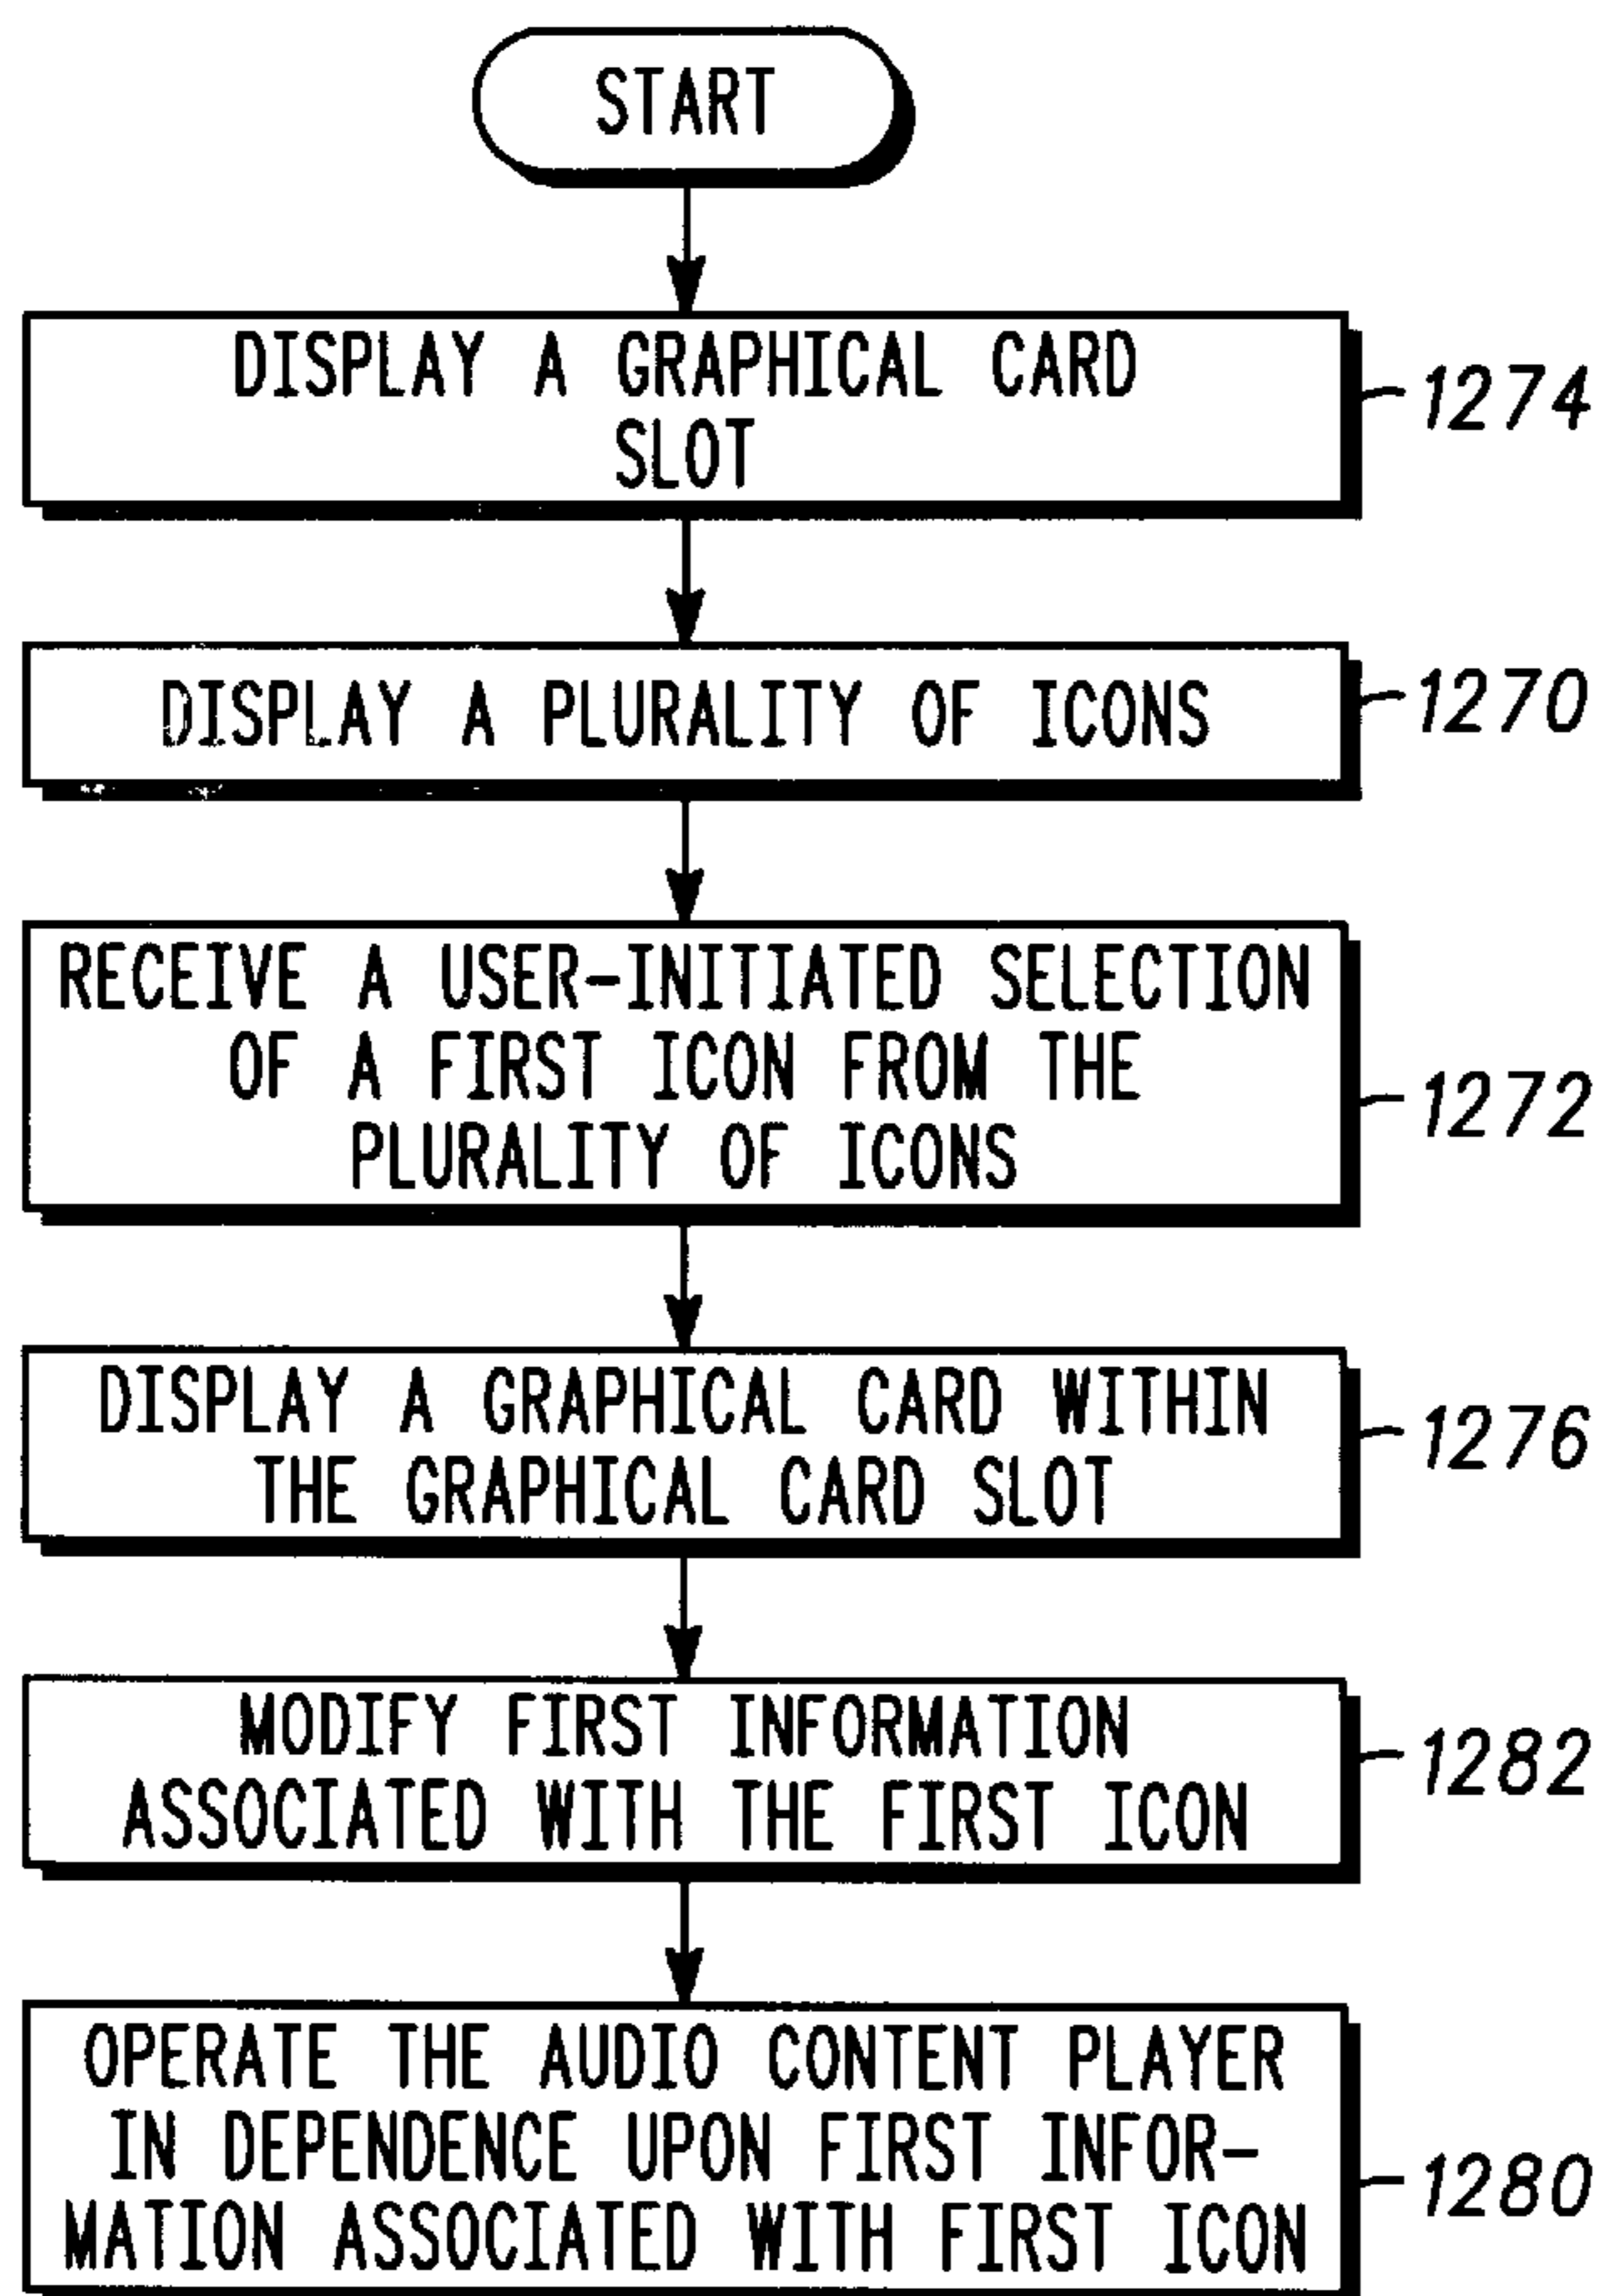 START
DISPLAY A GRAPHICAL CARD
SLOT
1274
DISPLAY A PLURALITY OF ICONS
1270
RECEIVE A USER-INITIATED SELECTION
OF A FIRST ICON FROM THE
PLURALITY OF ICONS
1272
DISPLAY A GRAPHICAL CARD WITHIN
THE GRAPHICAL CARD SLOT
1276
MODIFY FIRST INFORMATION
ASSOCIATED WITH THE FIRST ICON
1282
OPERATE THE AUDIO CONTENT PLAYER
IN DEPENDENCE UPON FIRST INFOR-
MATION ASSOCIATED WITH FIRST ICON
1280